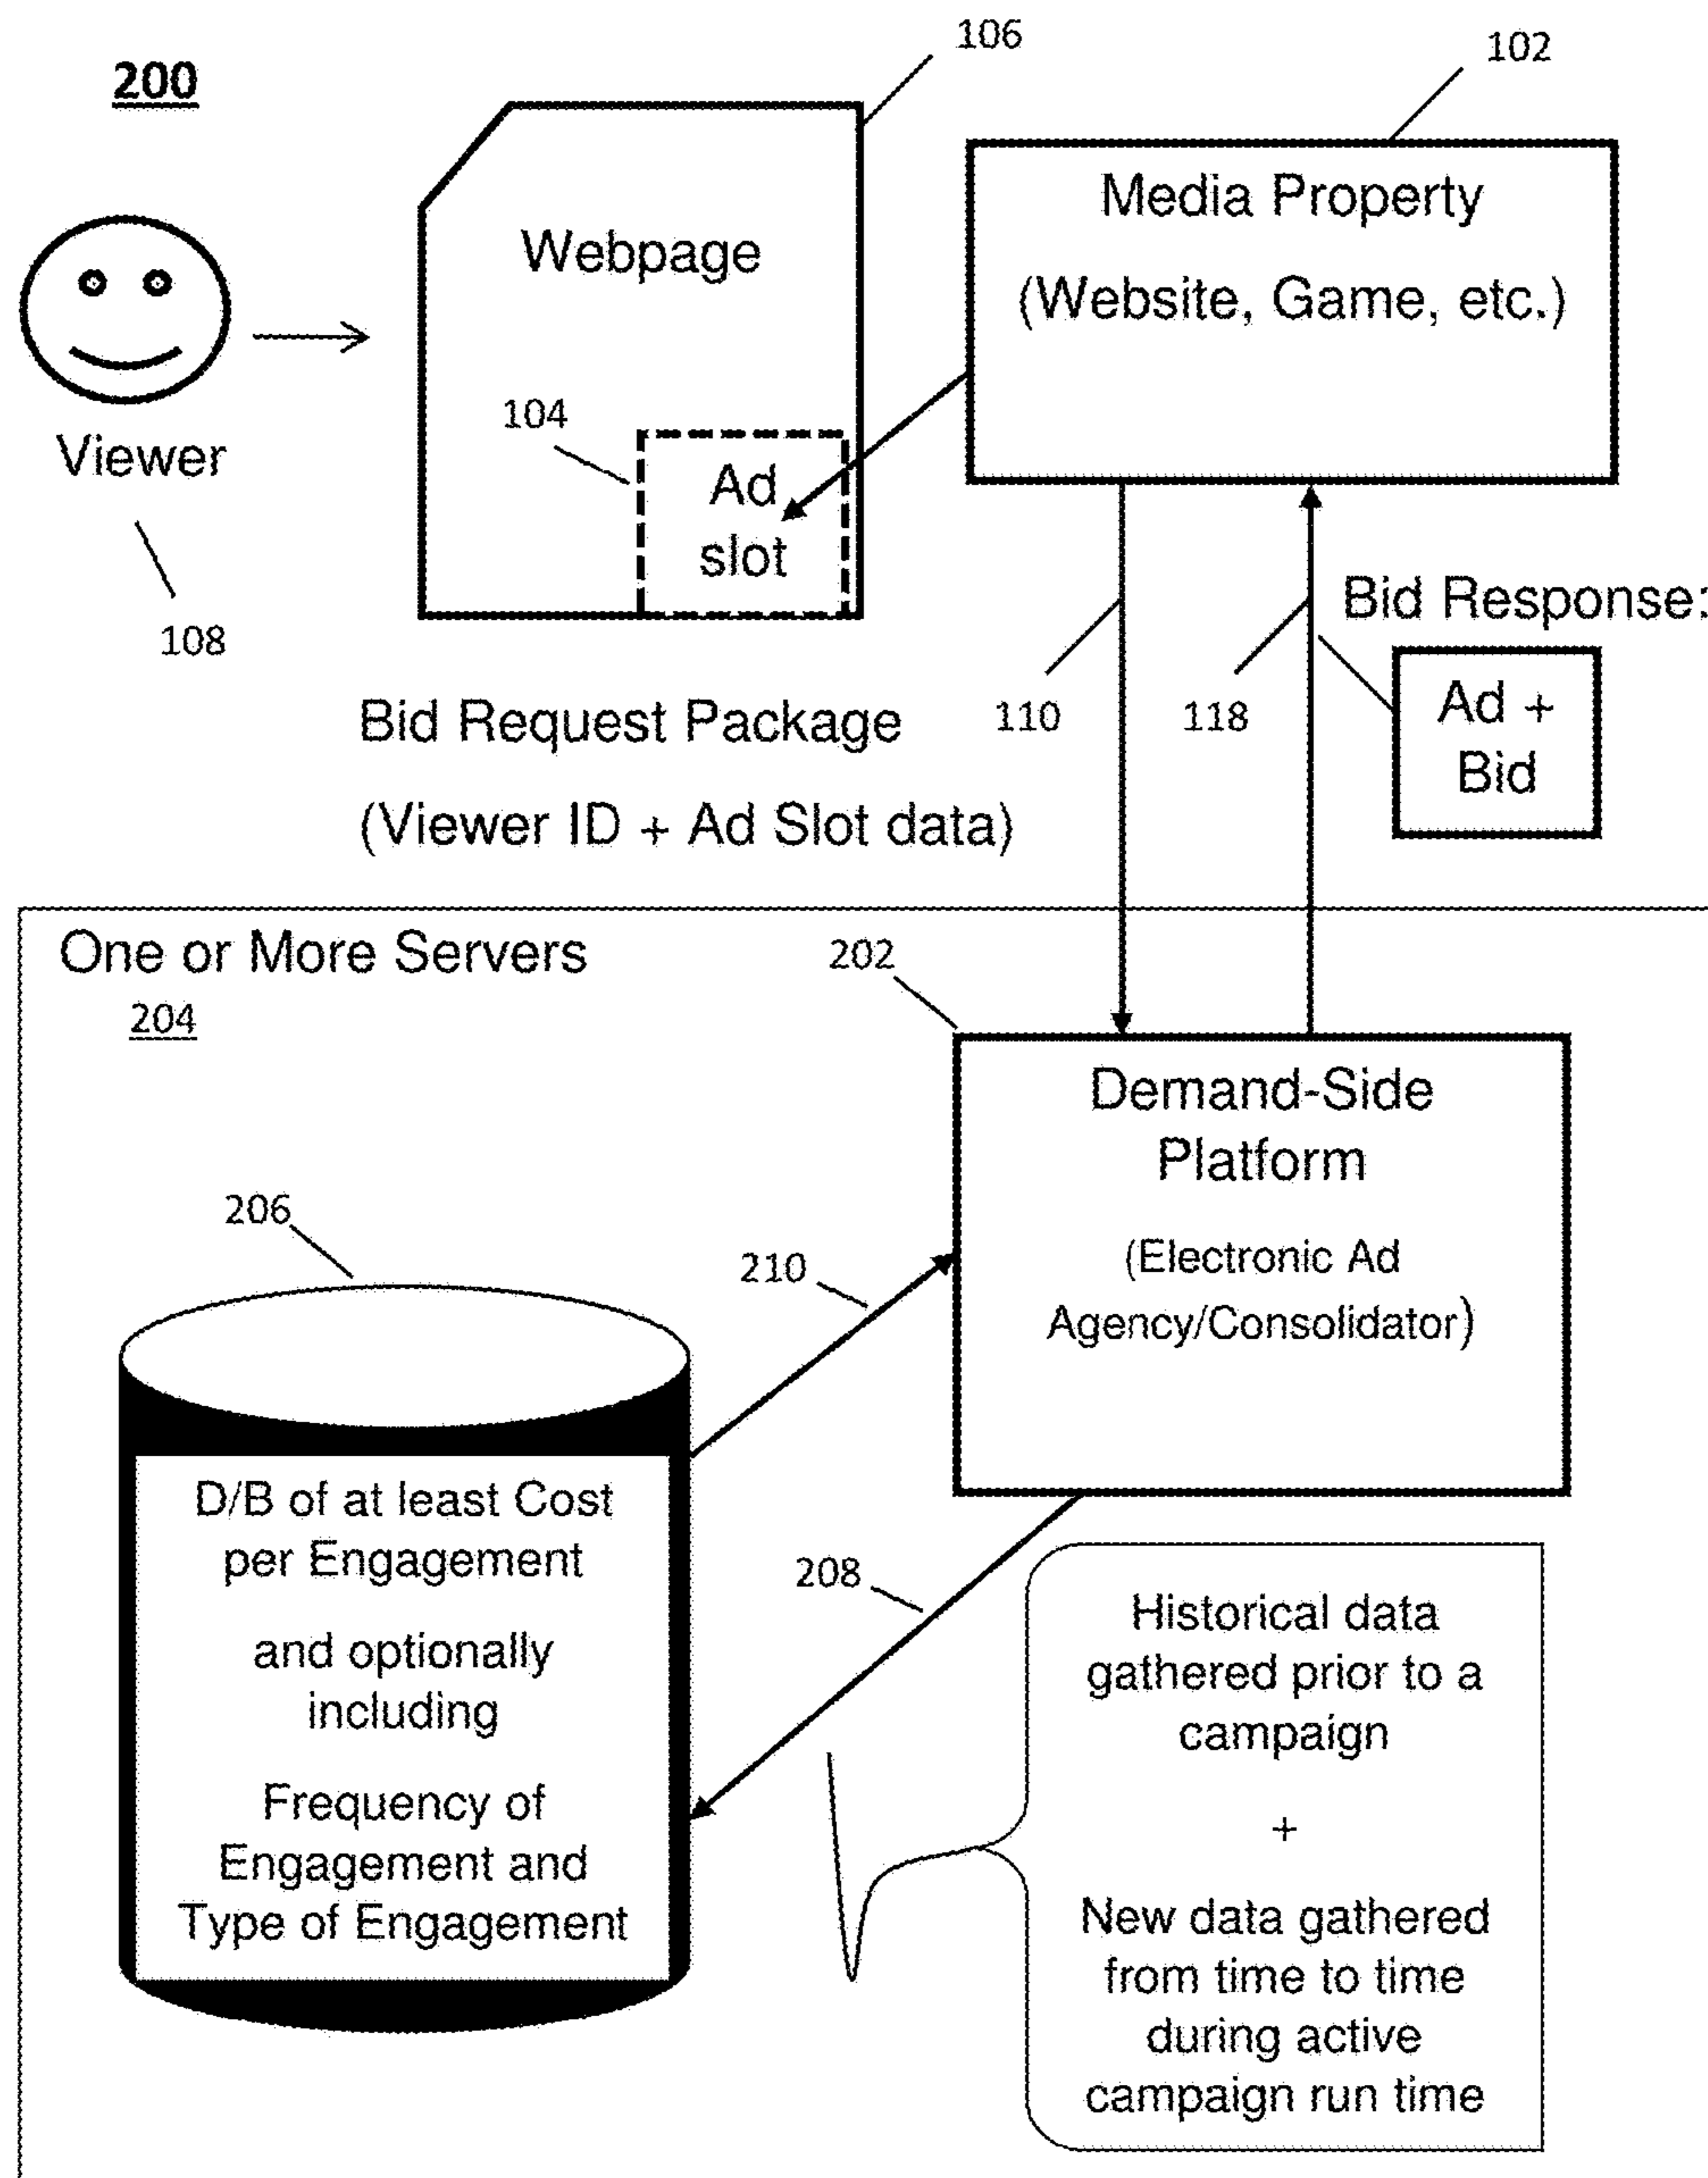 200
106
102
Webpage
Media Property
(Website, Game, etc.)
104
Ad
slot
Viewer
108
Bid Request Package
(Viewer ID + Ad Slot data)
110
118
Bid Response:
Ad +
Bid
One or More Servers
204
202
Demand-Side
Platform
(Electronic Ad
Agency/Consolidator)
206
210
208
D/B of at least Cost
per Engagement
and optionally
including
Frequency of
Engagement and
Type of Engagement
Historical data
gathered prior to a
campaign
+
New data gathered
from time to time
during active
campaign run time